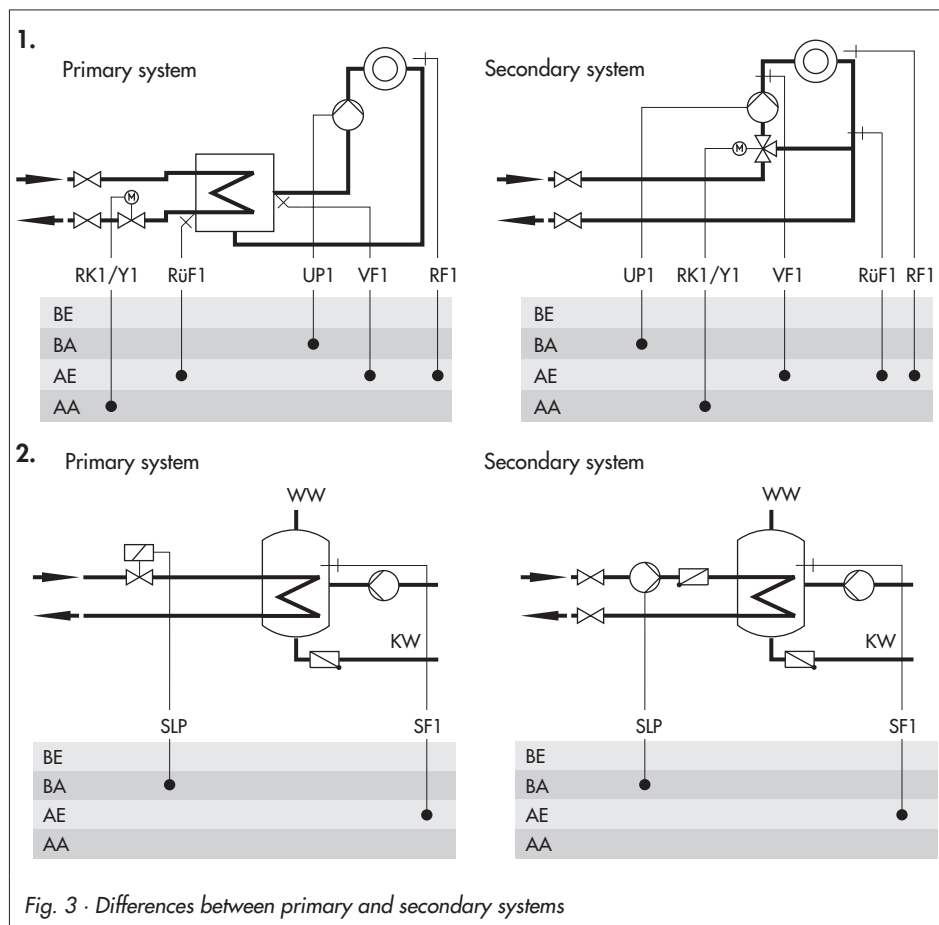 1.
Primary system
Secondary system
M
M
RK1/Y1 RüF1 UP1 VF1 RF1
UP1 RK1/Y1 VF1 RüF1 RF1
BE
BA
AE
AA
BE
BA
AE
AA
2.
Primary system
Secondary system
WW
WW
KW
KW
SLP SF1
SLP SF1
BE
BA
AE
AA
BE
BA
AE
AA
Fig. 3 · Differences between primary and secondary systems